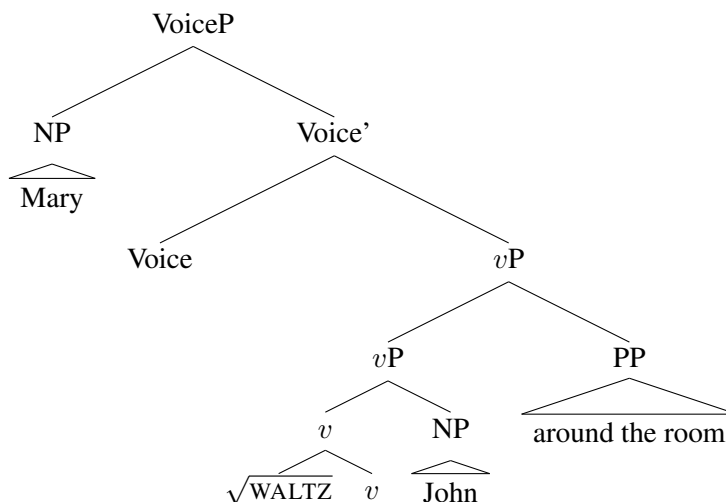 VoiceP
NP Voice’
Mary
Voice vP
vP PP
v NP around the room
√WALTZ v John